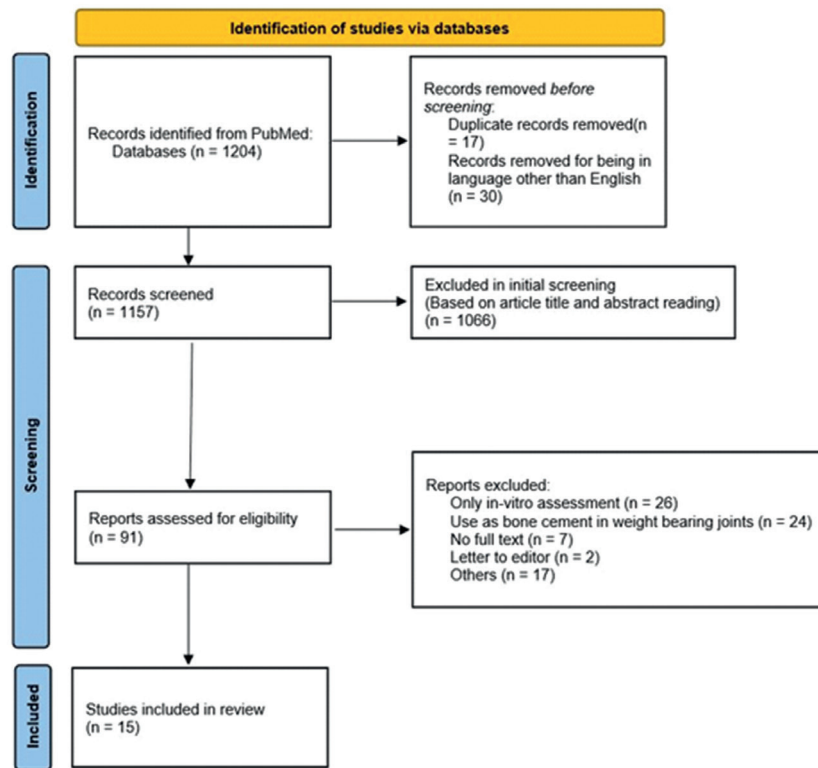 Identification of studies via databases
Identification
Records identified from PubMed:
Databases (n = 1204)
Records removed before
screening:
Duplicate records removed(n
= 17)
Records removed for being in
language other than English
(n = 30)
Screening
Records screened
(n = 1157)
Excluded in initial screening
(Based on article title and abstract reading)
(n = 1066)
Reports assessed for eligibility
(n = 91)
Reports excluded:
Only in-vitro assessment (n = 26)
Use as bone cement in weight bearing joints (n = 24)
No full text (n = 7)
Letter to editor (n = 2)
Others (n = 17)
Included
Studies included in review
(n = 15)